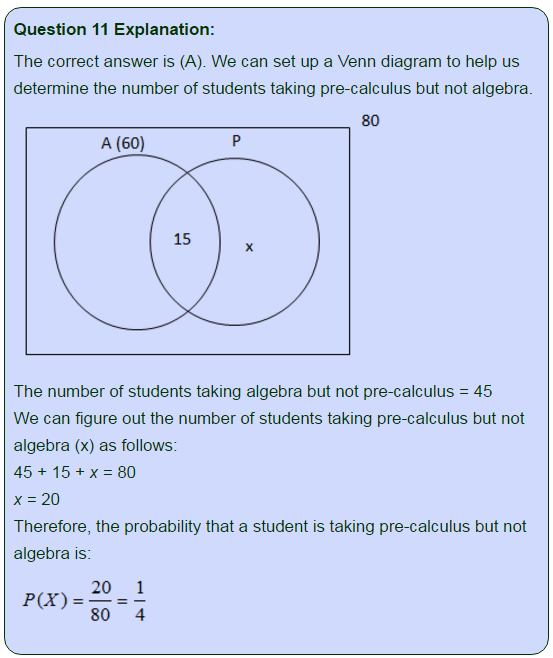 Question 11 Explanation:
The correct answer is (A). We can set up a Venn diagram to help us
determine the number of students taking pre-calculus but not algebra.
80
A (60) P
15 x
The number of students taking algebra but not pre-calculus = 45
We can figure out the number of students taking pre-calculus but not
algebra (x) as follows:
45 + 15 + x = 80
x = 20
Therefore, the probability that a student is taking pre-calculus but not
algebra is:
P(X) = 20/80 = 1/4